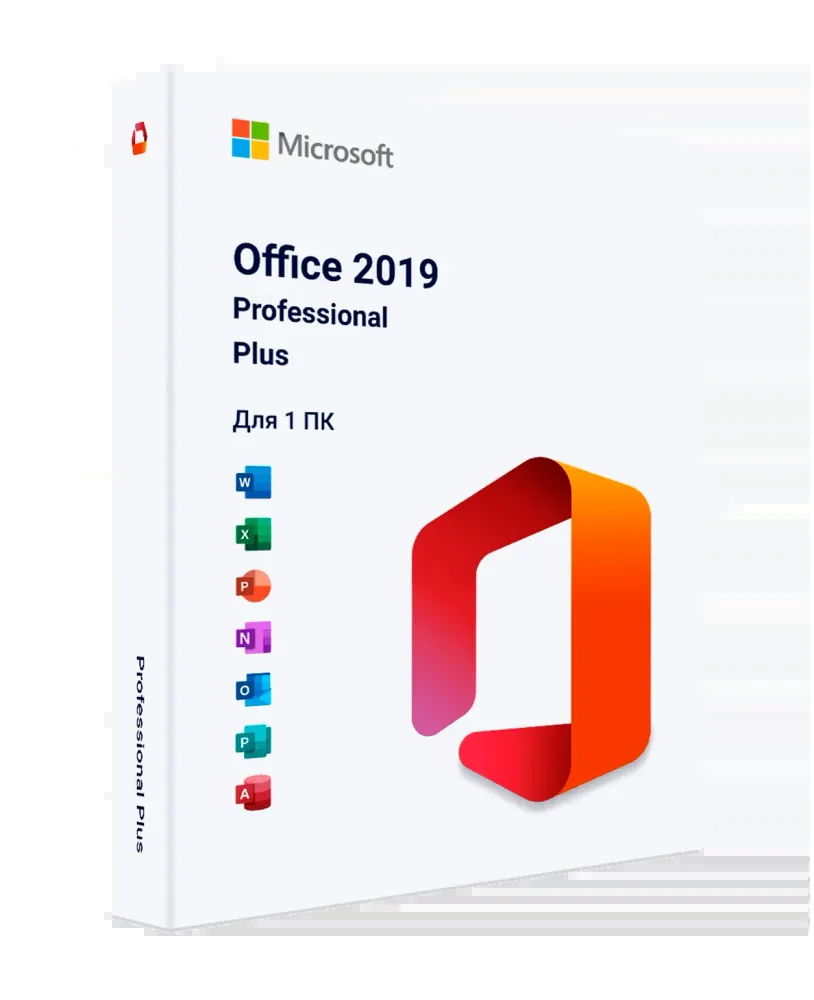 Microsoft
Office 2019
Professional
Plus
Для 1 ПК
W
X
P
N
O
P
A
Professional Plus